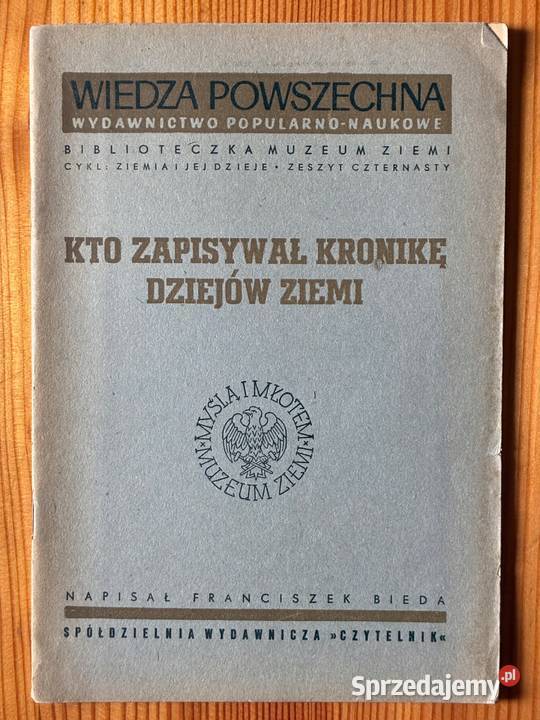 WIEDZA POWSZECHNA
WYDAWNICTWO POPULARNO-NAUKOWE
BIBLIOTECZKA MUZEUM ZIEMI
CYKL: ZIEMIA I JEJ DZIEJE • ZESZYT CZTERNASTY
KTO ZAPISYWAŁ KRONIKĘ
DZIEJÓW ZIEMI
MYŚLĄ I MŁOTEM
MUZEUM ZIEMI
NAPISAŁ FRANCISZEK BIEDA
SPÓŁDZIELNIA WYDAWNICZA »CZYTELNIK«
Sprzedajemy.pl